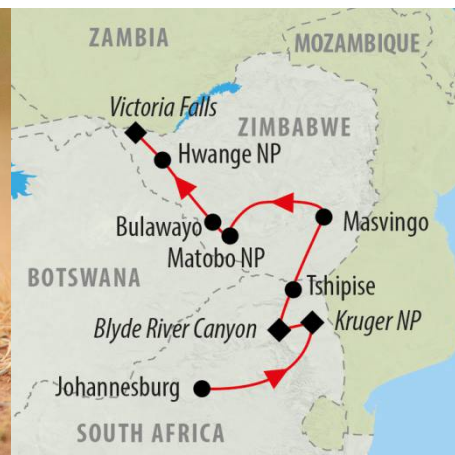 ZAMBIA
MOZAMBIQUE
Victoria Falls
ZIMBABWE
Hwange NP
Bulawayo
Masvingo
Matobo NP
BOTSWANA
Tshipise
Blyde River Canyon
Kruger NP
Johannesburg
SOUTH AFRICA